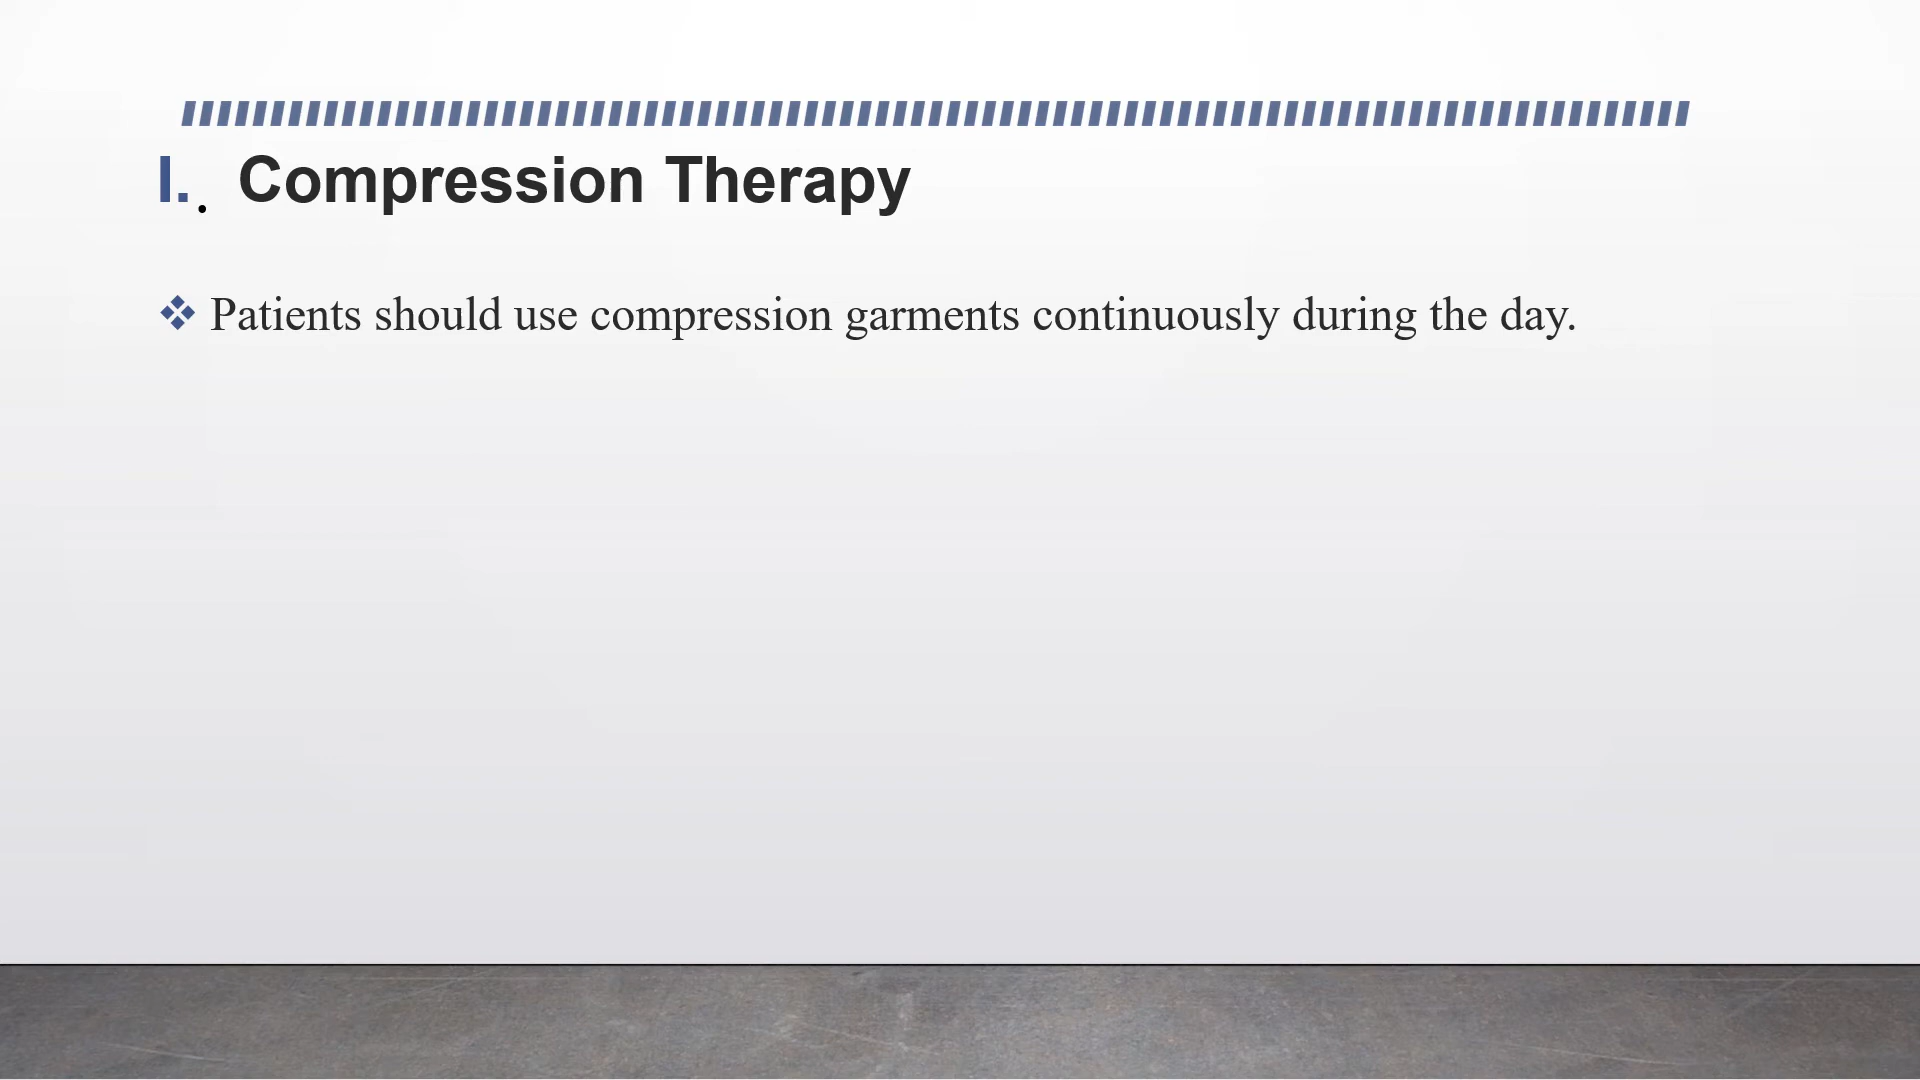 I. . Compression Therapy
❖ Patients should use compression garments continuously during the day.